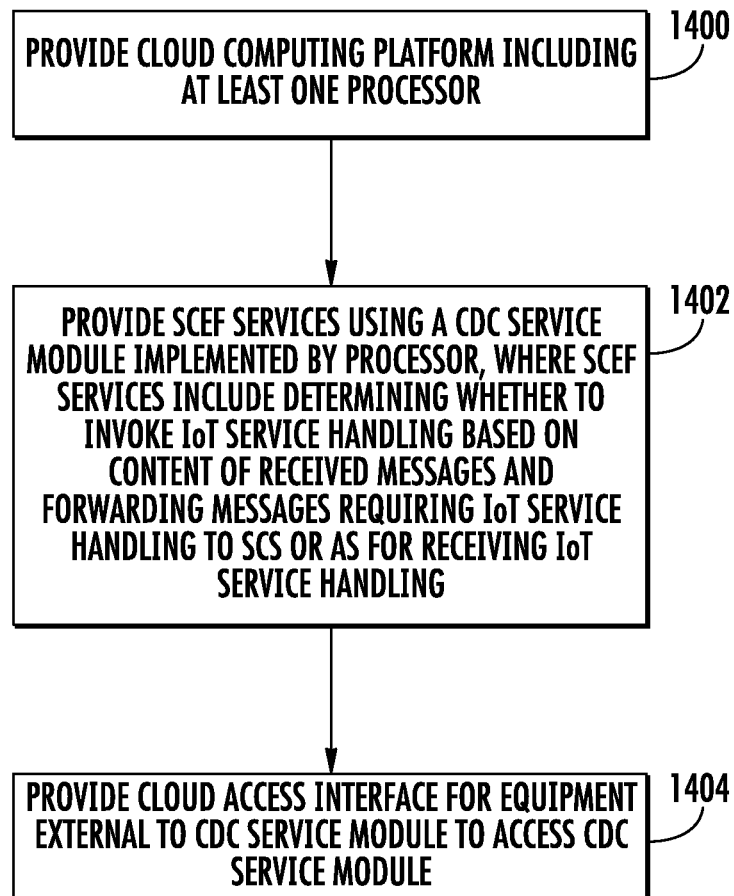 1400
PROVIDE CLOUD COMPUTING PLATFORM INCLUDING
AT LEAST ONE PROCESSOR
1402
PROVIDE SCEF SERVICES USING A CDC SERVICE
MODULE IMPLEMENTED BY PROCESSOR, WHERE SCEF
SERVICES INCLUDE DETERMINING WHETHER TO
INVOKE IoT SERVICE HANDLING BASED ON
CONTENT OF RECEIVED MESSAGES AND
FORWARDING MESSAGES REQUIRING IoT SERVICE
HANDLING TO SCS OR AS FOR RECEIVING IoT
SERVICE HANDLING
1404
PROVIDE CLOUD ACCESS INTERFACE FOR EQUIPMENT
EXTERNAL TO CDC SERVICE MODULE TO ACCESS CDC
SERVICE MODULE